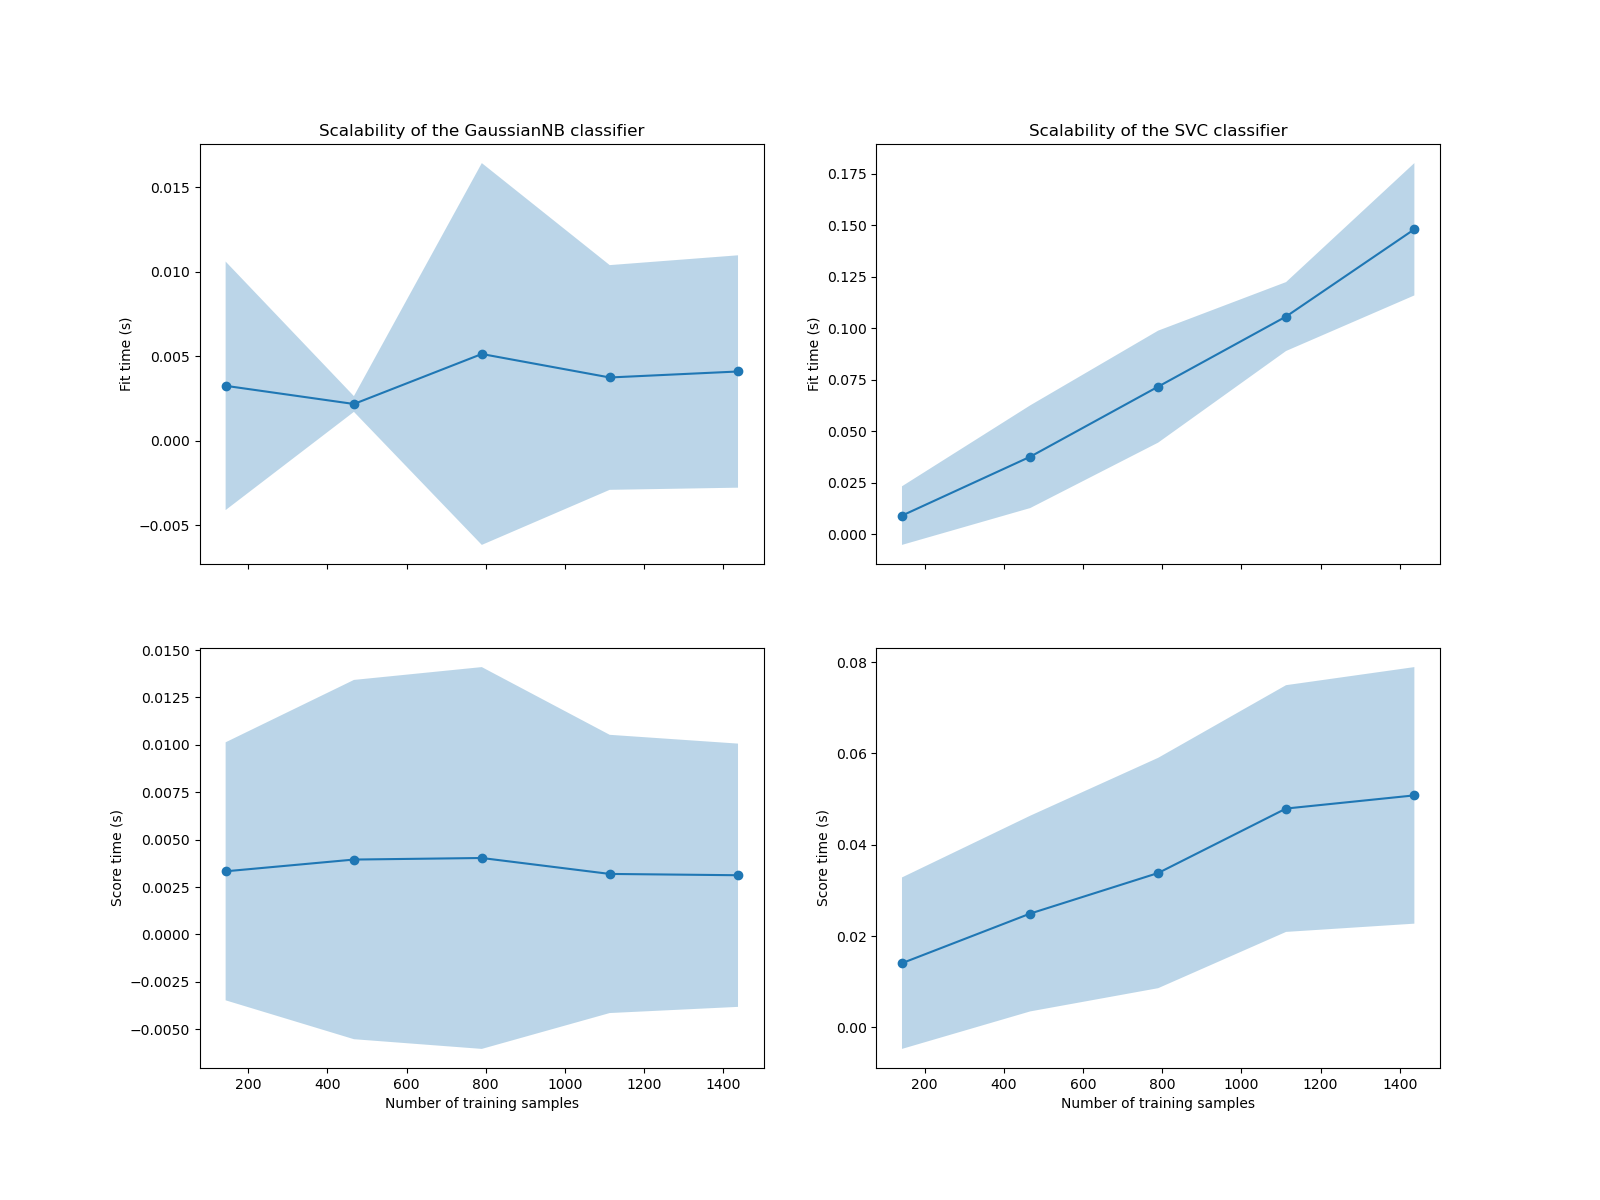 Scalability of the GaussianNB classifier
Scalability of the SVC classifier
0.015
0.010
0.005
0.000
−0.005
Fit time (s)
0.175
0.150
0.125
0.100
0.075
0.050
0.025
0.000
Fit time (s)
0.0150
0.0125
0.0100
0.0075
0.0050
0.0025
0.0000
−0.0025
−0.0050
Score time (s)
200 400 600 800 1000 1200 1400
Number of training samples
0.08
0.06
0.04
0.02
0.00
Score time (s)
200 400 600 800 1000 1200 1400
Number of training samples